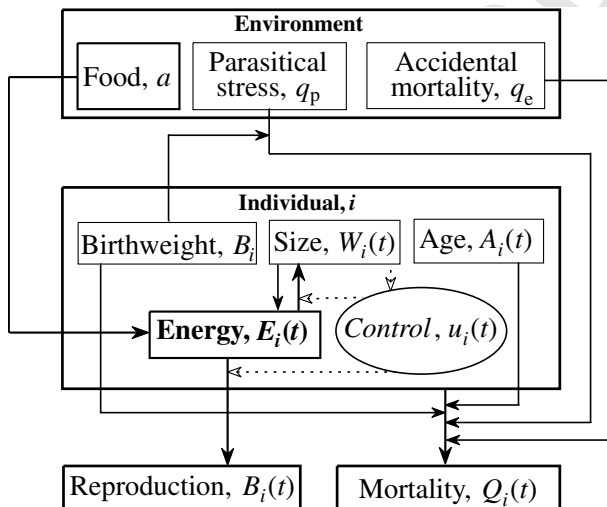 Environment
Food, a
Parasitical
stress, qp
Accidental
mortality, qe
Individual, i
Birthweight, Bi
Size, Wi(t)
Age, Ai(t)
Energy, Ei(t)
Control, ui(t)
Reproduction, Bi(t)
Mortality, Qi(t)